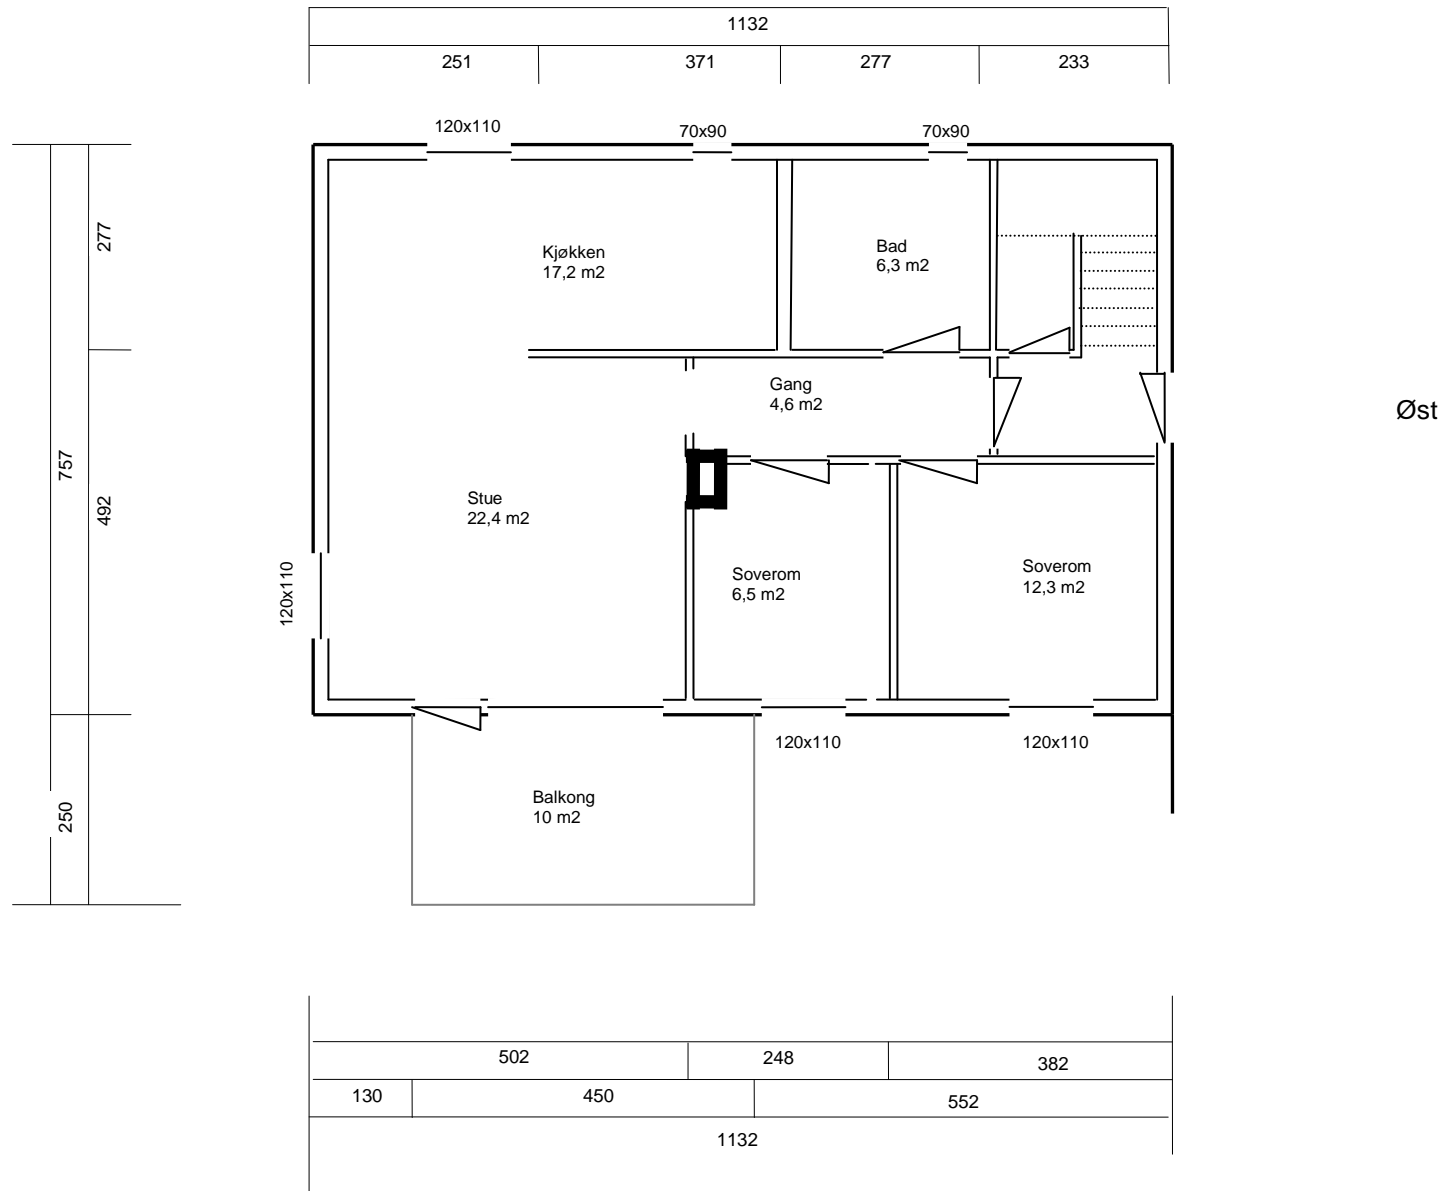 1132
251
371
277
233
120x110
70x90
70x90
277
757
492
250
Kjøkken
17,2 m2
Bad
6,3 m2
Gang
4,6 m2
Øst
Stue
22,4 m2
120x110
Soverom
6,5 m2
Soverom
12,3 m2
120x110
120x110
Balkong
10 m2
502
248
382
130
450
552
1132